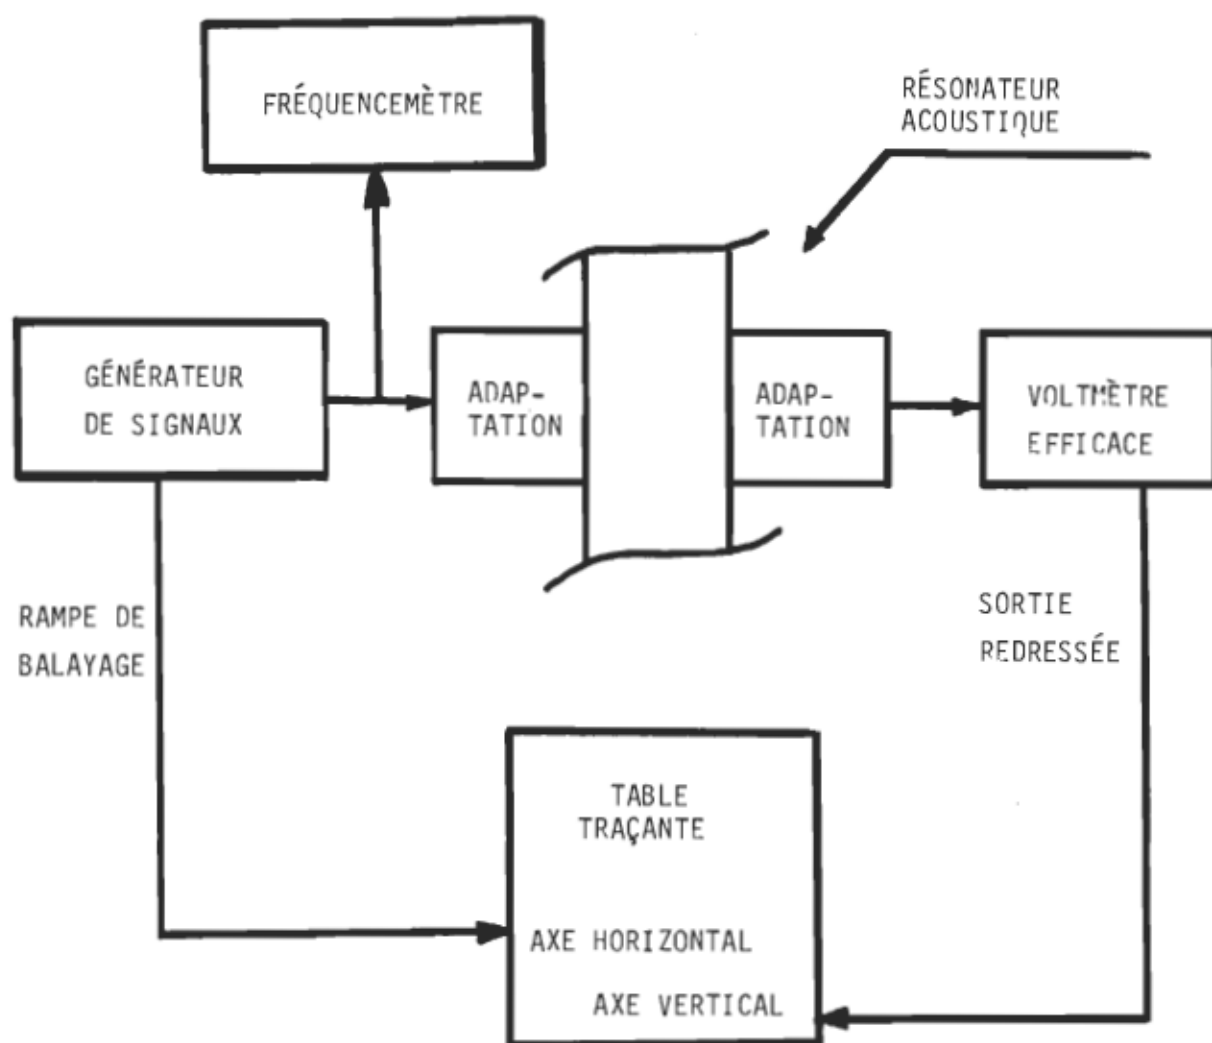 FRÉQUENCEMÈTRE
RÉSONATEUR
ACOUSTIQUE
GÉNÉRATEUR
DE SIGNAUX
ADAP-
TATION
ADAP-
TATION
VOLTMÈTRE
EFFICACE
RAMPE DE
BALAYAGE
SORTIE
REDRESSÉE
TABLE
TRAÇANTE
AXE HORIZONTAL
AXE VERTICAL